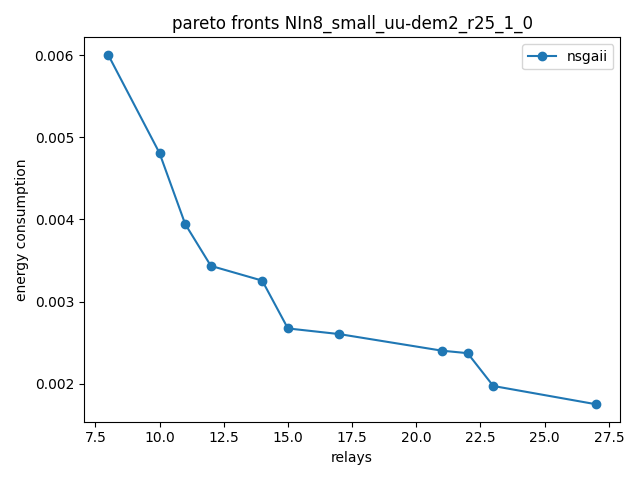 pareto fronts NIn8_small_uu-dem2_r25_1_0
nsgaii
0.006
0.005
0.004
0.003
0.002
energy consumption
7.5 10.0 12.5 15.0 17.5 20.0 22.5 25.0 27.5
relays